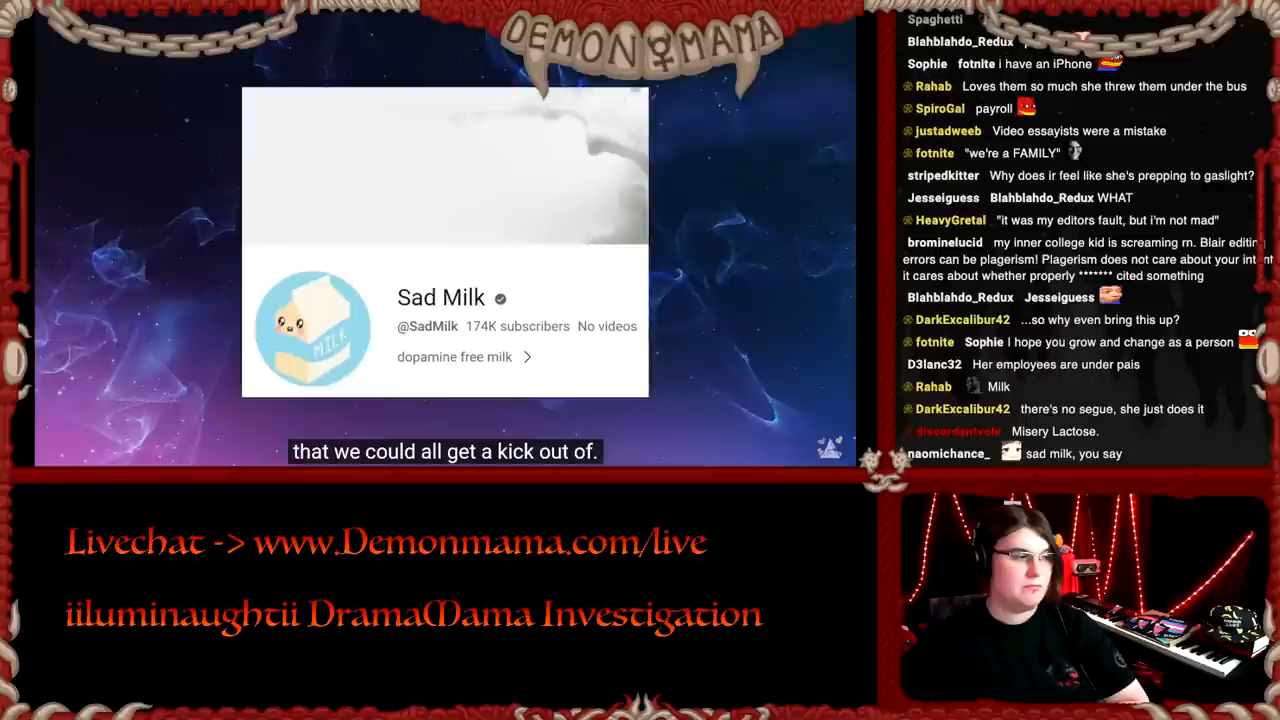 DEMON MAMA
Sad Milk
@SadMilk 174K subscribers No videos
dopamine free milk
MILK
that we could all get a kick out of.
Spaghetti
Blahblahdo_Redux
Sophie fotnite i have an iPhone
Rahab Loves them so much she threw them under the bus
SpiroGal payroll
justadweeb Video essayists were a mistake
fotnite "we're a FAMILY"
stripedkitter Why does ir feel like she's prepping to gaslight?
Jesseiguess Blahblahdo_Redux WHAT
HeavyGretal "it was my editors fault, but i'm not mad"
brominelucid my inner college kid is screaming rn. Blair editin
errors can be plagerism! Plagerism does not care about your int nt
it cares about whether properly ******* cited something
Blahblahdo_Redux Jesseiguess
DarkExcalibur42 ...so why even bring this up?
fotnite Sophie I hope you grow and change as a person
D3lanc32 Her employees are under pais
Rahab Milk
DarkExcalibur42 there's no segue, she just does it
discordantvole Misery Lactose.
naomichance_ sad milk, you say
Livechat -> www.Demonmama.com/live
iiluminaughtii DramaMama Investigation